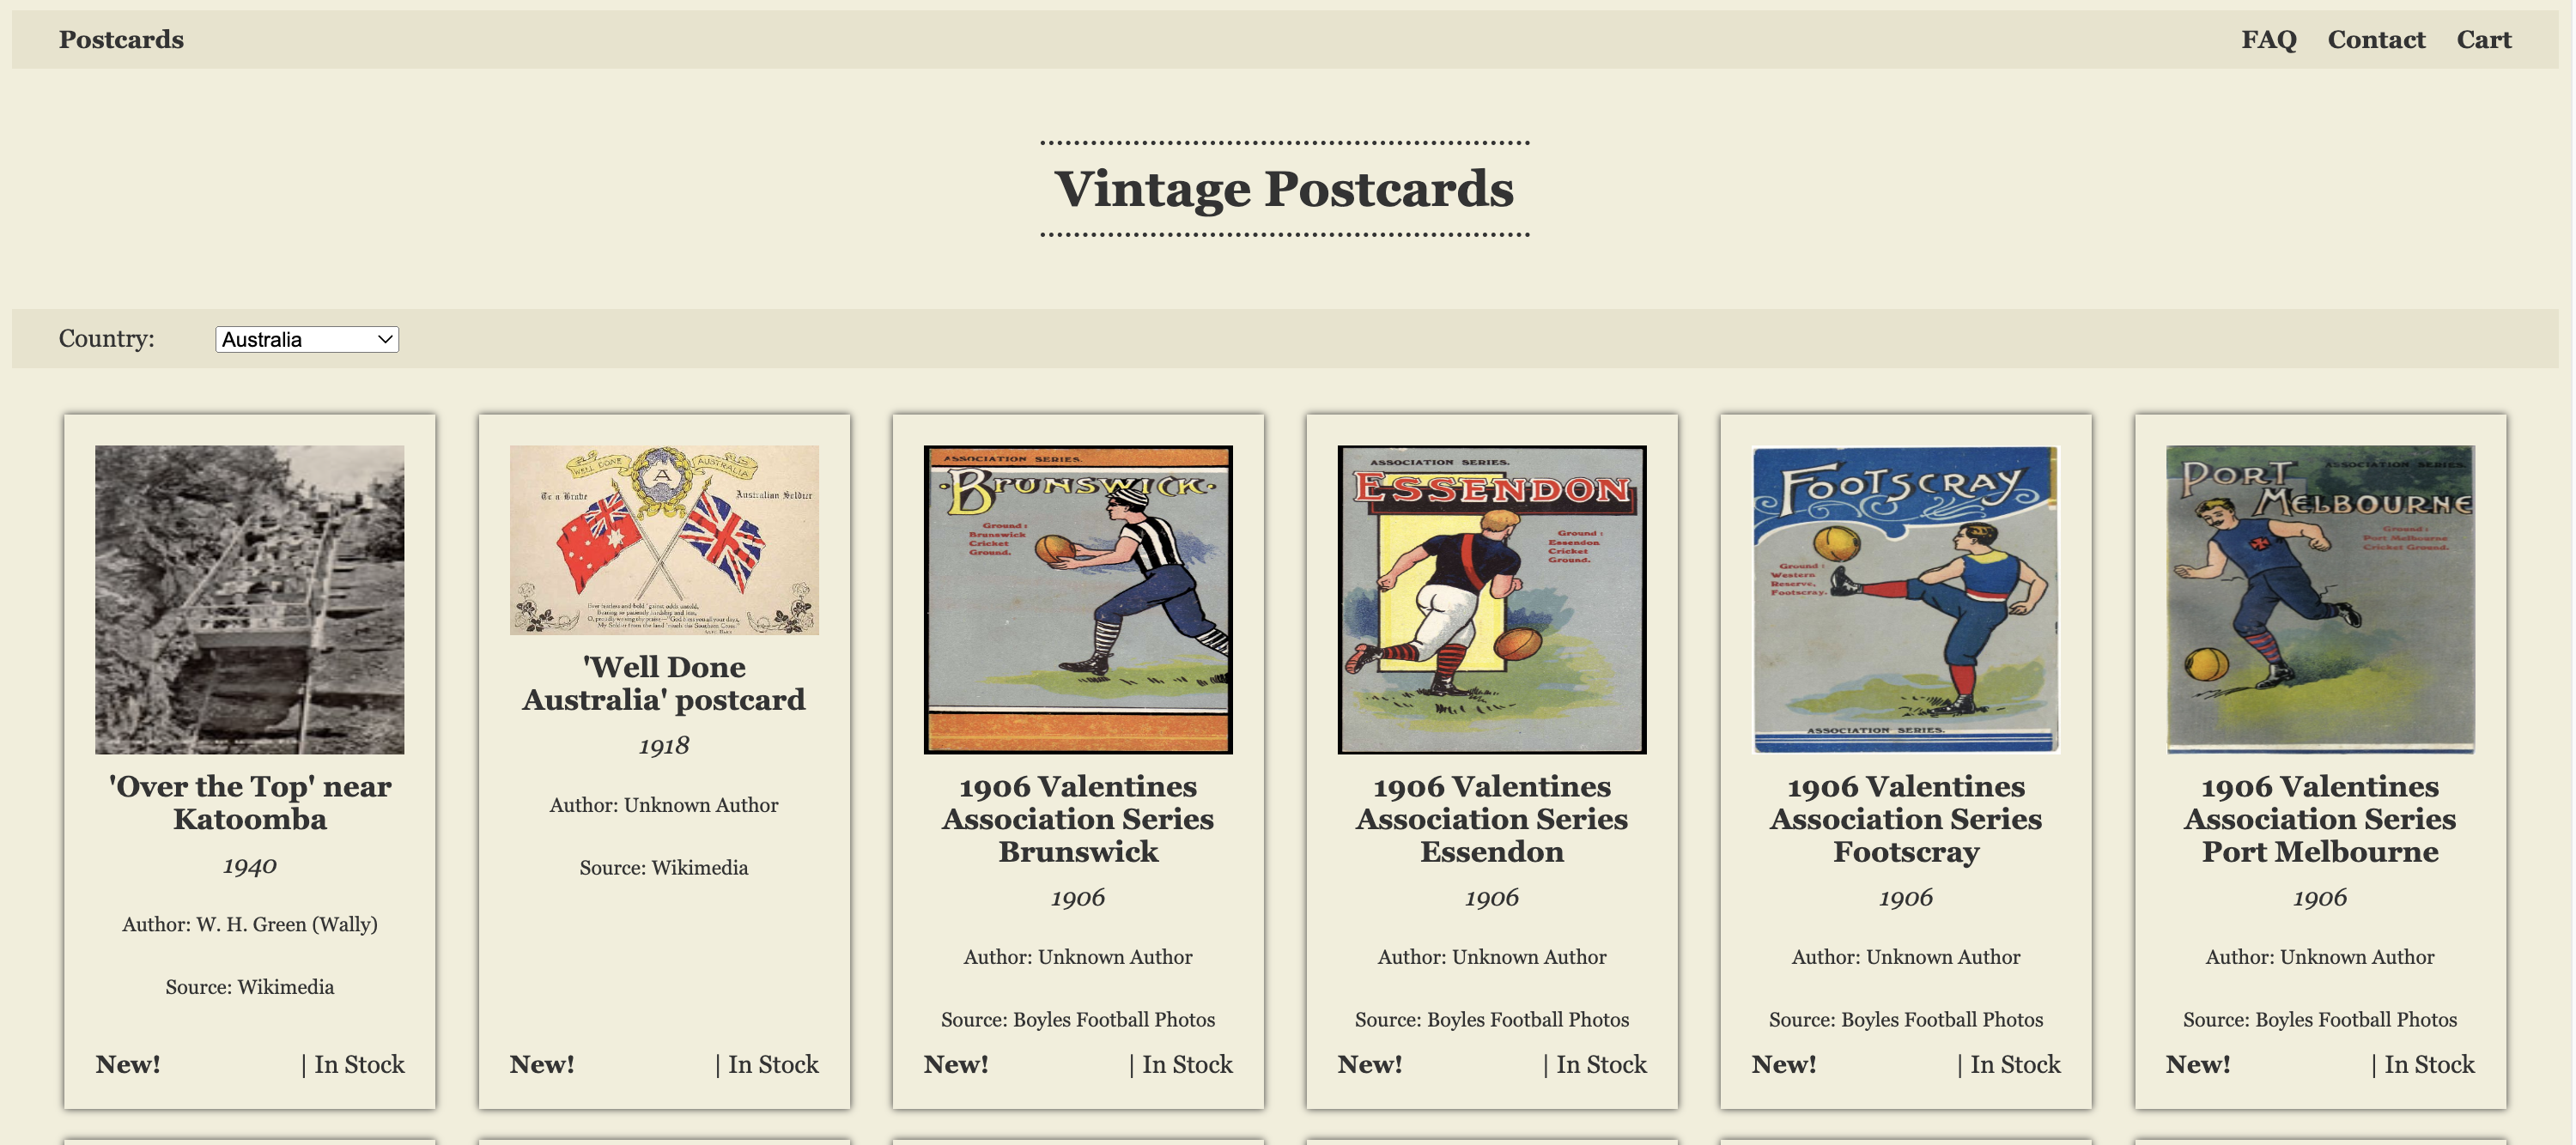 Postcards
FAQ Contact Cart
Vintage Postcards
Country: Australia
WELL DONE AUSTRALIA
A
To a Brave Australian Soldier
ASSOCIATION SERIES.
BRUNSWICK
Ground:
Brunswick
Cricket
Ground.
ASSOCIATION SERIES.
ESSENDON
Ground:
Essendon
Cricket
Ground.
FOOTSCRAY
Ground:
Western
Reserve,
Footscray.
ASSOCIATION SERIES.
PORT
ASSOCIATION SERIES.
MELBOURNE
Ground:
Port Melbourne
Cricket Ground.
'Over the Top' near
Katoomba
1940
Author: W. H. Green (Wally)
Source: Wikimedia
New! | In Stock
'Well Done
Australia' postcard
1918
Author: Unknown Author
Source: Wikimedia
New! | In Stock
1906 Valentines
Association Series
Brunswick
1906
Author: Unknown Author
Source: Boyles Football Photos
New! | In Stock
1906 Valentines
Association Series
Essendon
1906
Author: Unknown Author
Source: Boyles Football Photos
New! | In Stock
1906 Valentines
Association Series
Footscray
1906
Author: Unknown Author
Source: Boyles Football Photos
New! | In Stock
1906 Valentines
Association Series
Port Melbourne
1906
Author: Unknown Author
Source: Boyles Football Photos
New! | In Stock